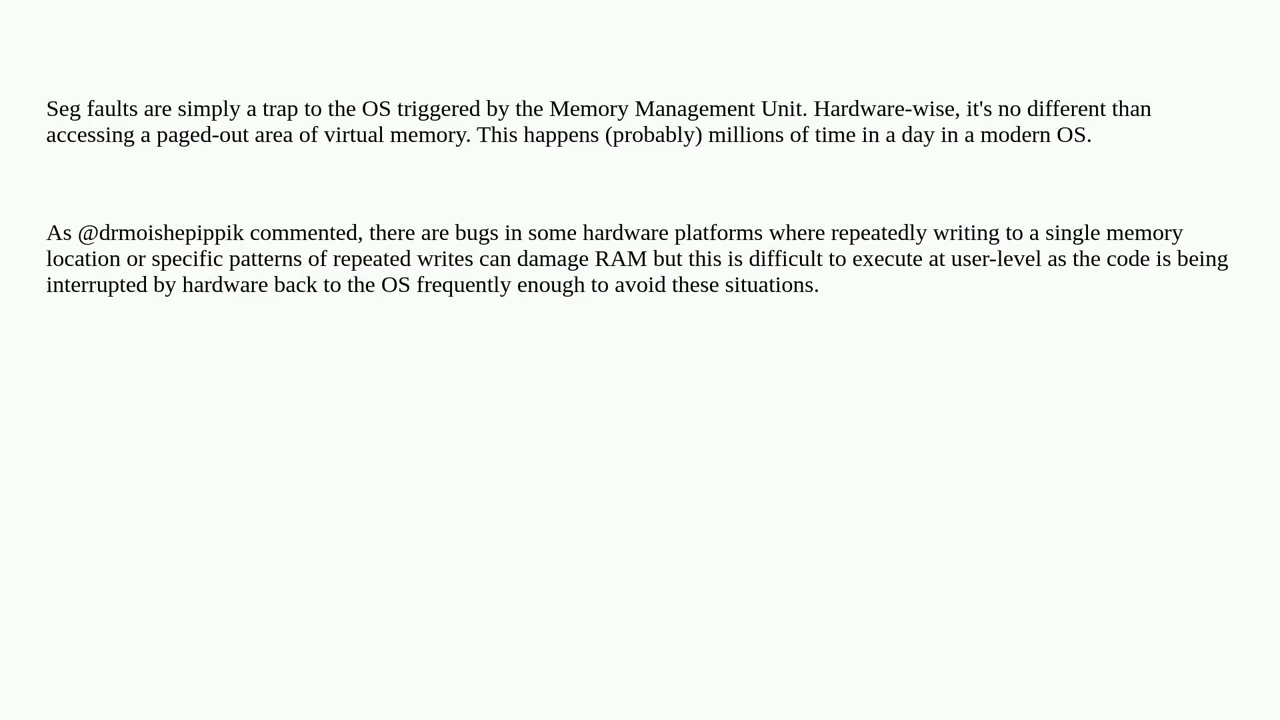 Seg faults are simply a trap to the OS triggered by the Memory Management Unit. Hardware-wise, it's no different than
accessing a paged-out area of virtual memory. This happens (probably) millions of time in a day in a modern OS.
As @drmoishepippik commented, there are bugs in some hardware platforms where repeatedly writing to a single memory
location or specific patterns of repeated writes can damage RAM but this is difficult to execute at user-level as the code is being
interrupted by hardware back to the OS frequently enough to avoid these situations.